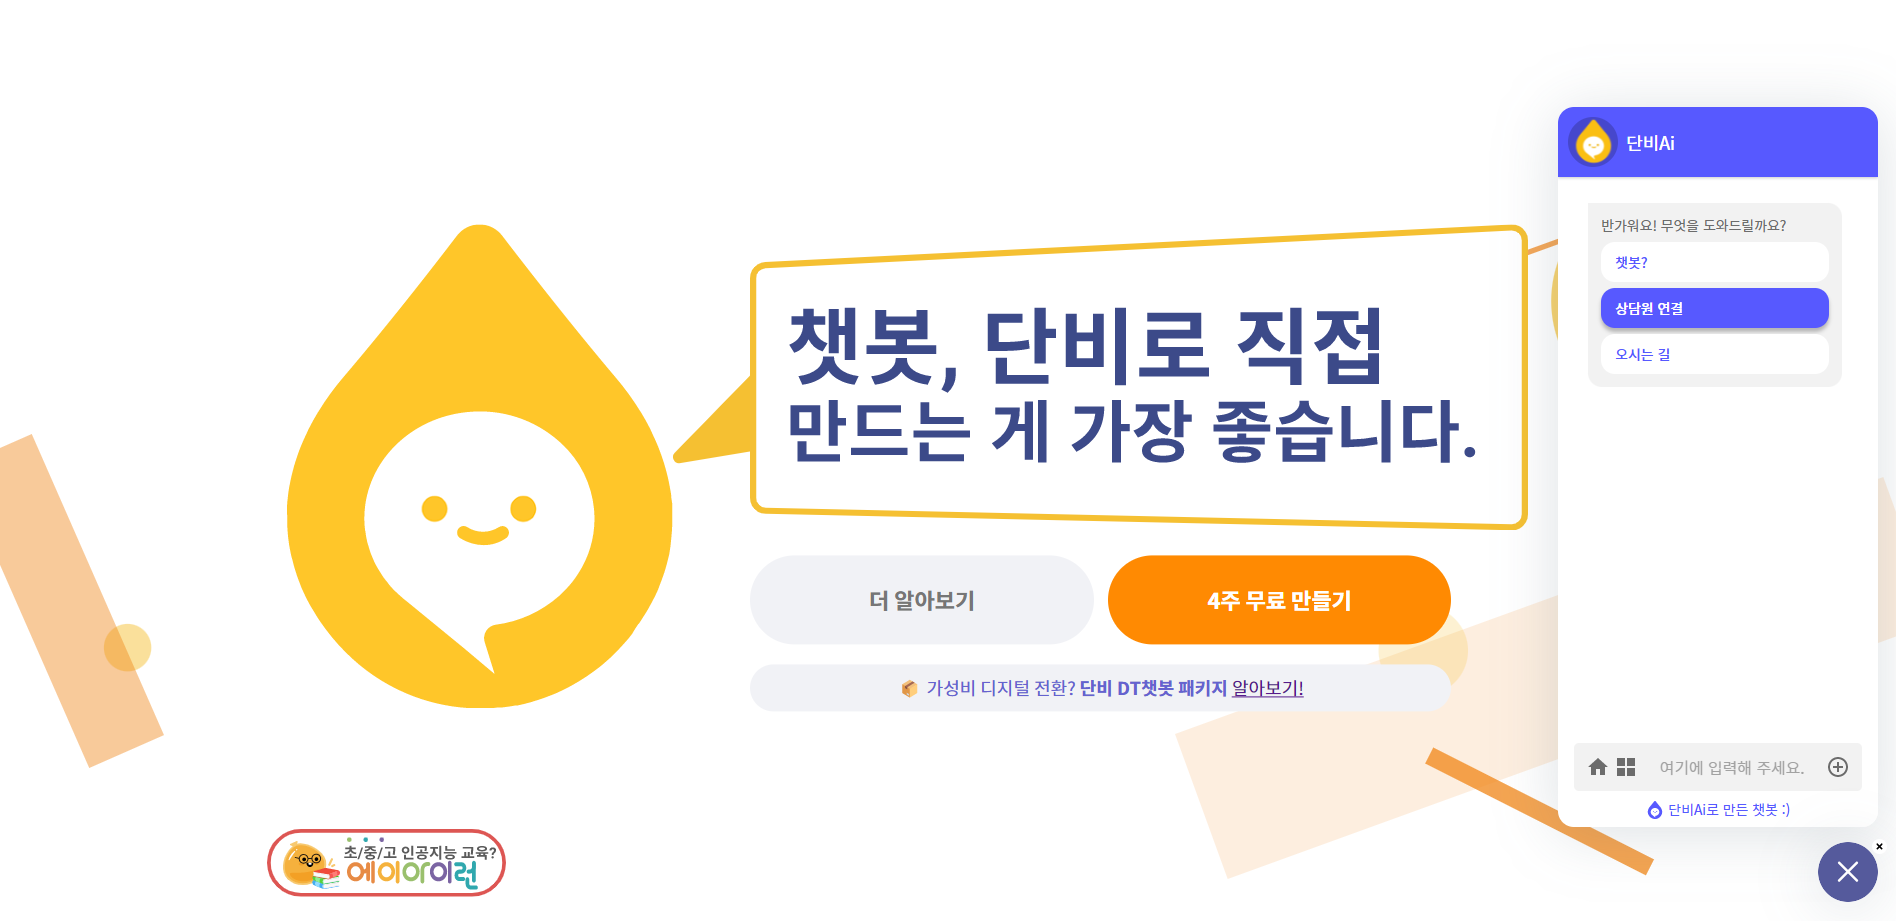 챗봇, 단비로 직접
만드는 게 가장 좋습니다.
더 알아보기
4주 무료 만들기
가성비 디지털 전환? 단비 DT챗봇 패키지 알아보기!
초/중/고 인공지능 교육?
에이아이런
단비Ai
반가워요! 무엇을 도와드릴까요?
챗봇?
상담원 연결
오시는 길
여기에 입력해 주세요.
단비Ai로 만든 챗봇 :)